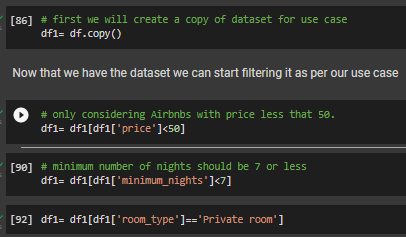 [86] # first we will create a copy of dataset for use case
df1= df.copy()
Now that we have the dataset we can start filtering it as per our use case
# only considering Airbnbs with price less that 50.
df1= df1[df1['price']<50]
[90] # minimum number of nights should be 7 or less
df1= df1[df1['minimum_nights']<7]
[92] df1= df1[df1['room_type']=='Private room']